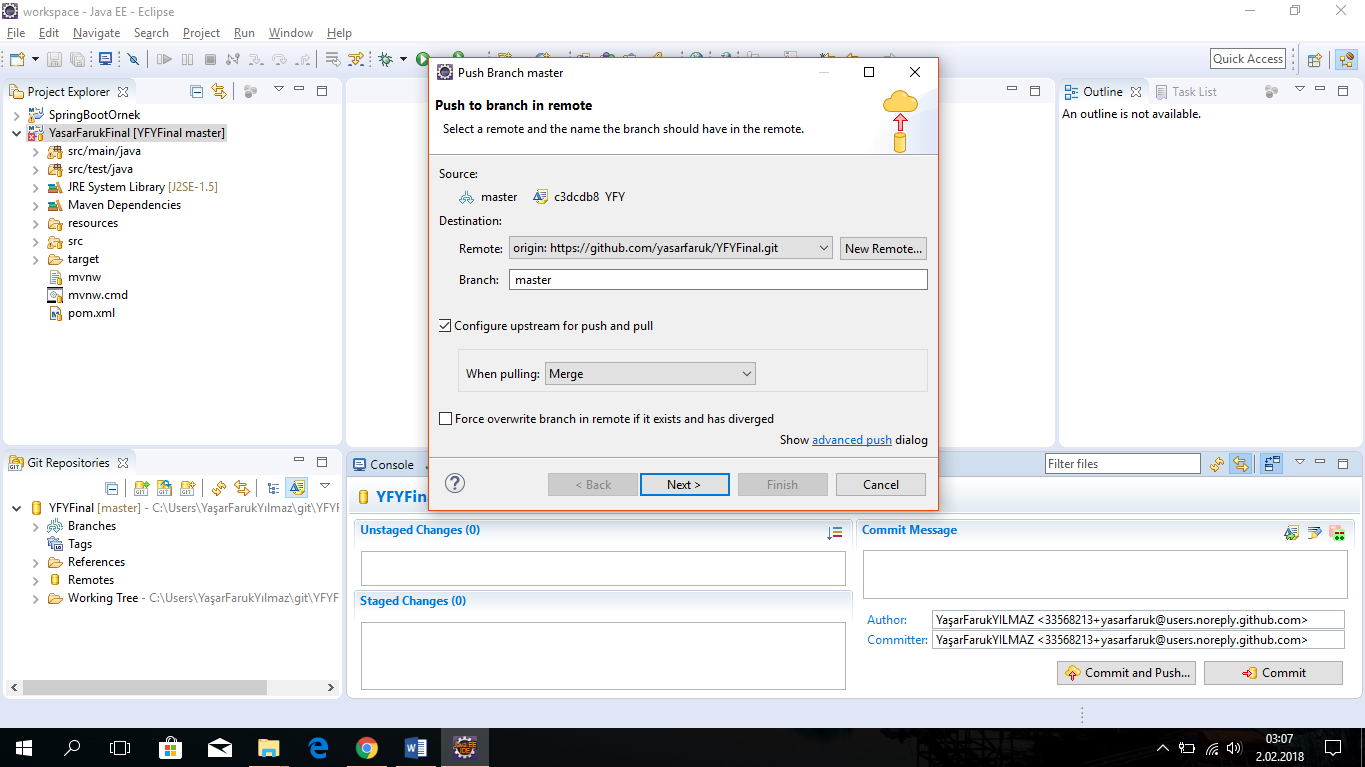 workspace - Java EE - Eclipse
File Edit Navigate Search Project Run Window Help
Quick Access
Project Explorer
SpringBootOrnek
YasarFarukFinal [YFYFinal master]
src/main/java
src/test/java
JRE System Library [J2SE-1.5]
Maven Dependencies
resources
src
target
mvnw
mvnw.cmd
pom.xml
Push Branch master
Push to branch in remote
Select a remote and the name the branch should have in the remote.
Source:
master c3dcdb8 YFY
Destination:
Remote: origin: https://github.com/yasarfaruk/YFYFinal.git New Remote...
Branch: master
Configure upstream for push and pull
When pulling: Merge
Force overwrite branch in remote if it exists and has diverged
Show advanced push dialog
? < Back Next > Finish Cancel
Outline Task List
An outline is not available.
Git Repositories
YFYFinal [master] - C:\Users\YaşarFarukYılmaz\git\YFYF
Branches
Tags
References
Remotes
Working Tree - C:\Users\YaşarFarukYılmaz\git\YFYF
Console
Filter files
YFYFin
Unstaged Changes (0)
Staged Changes (0)
Commit Message
Author: YaşarFarukYILMAZ <33568213+yasarfaruk@users.noreply.github.com>
Committer: YaşarFarukYILMAZ <33568213+yasarfaruk@users.noreply.github.com>
Commit and Push... Commit
03:07
2.02.2018